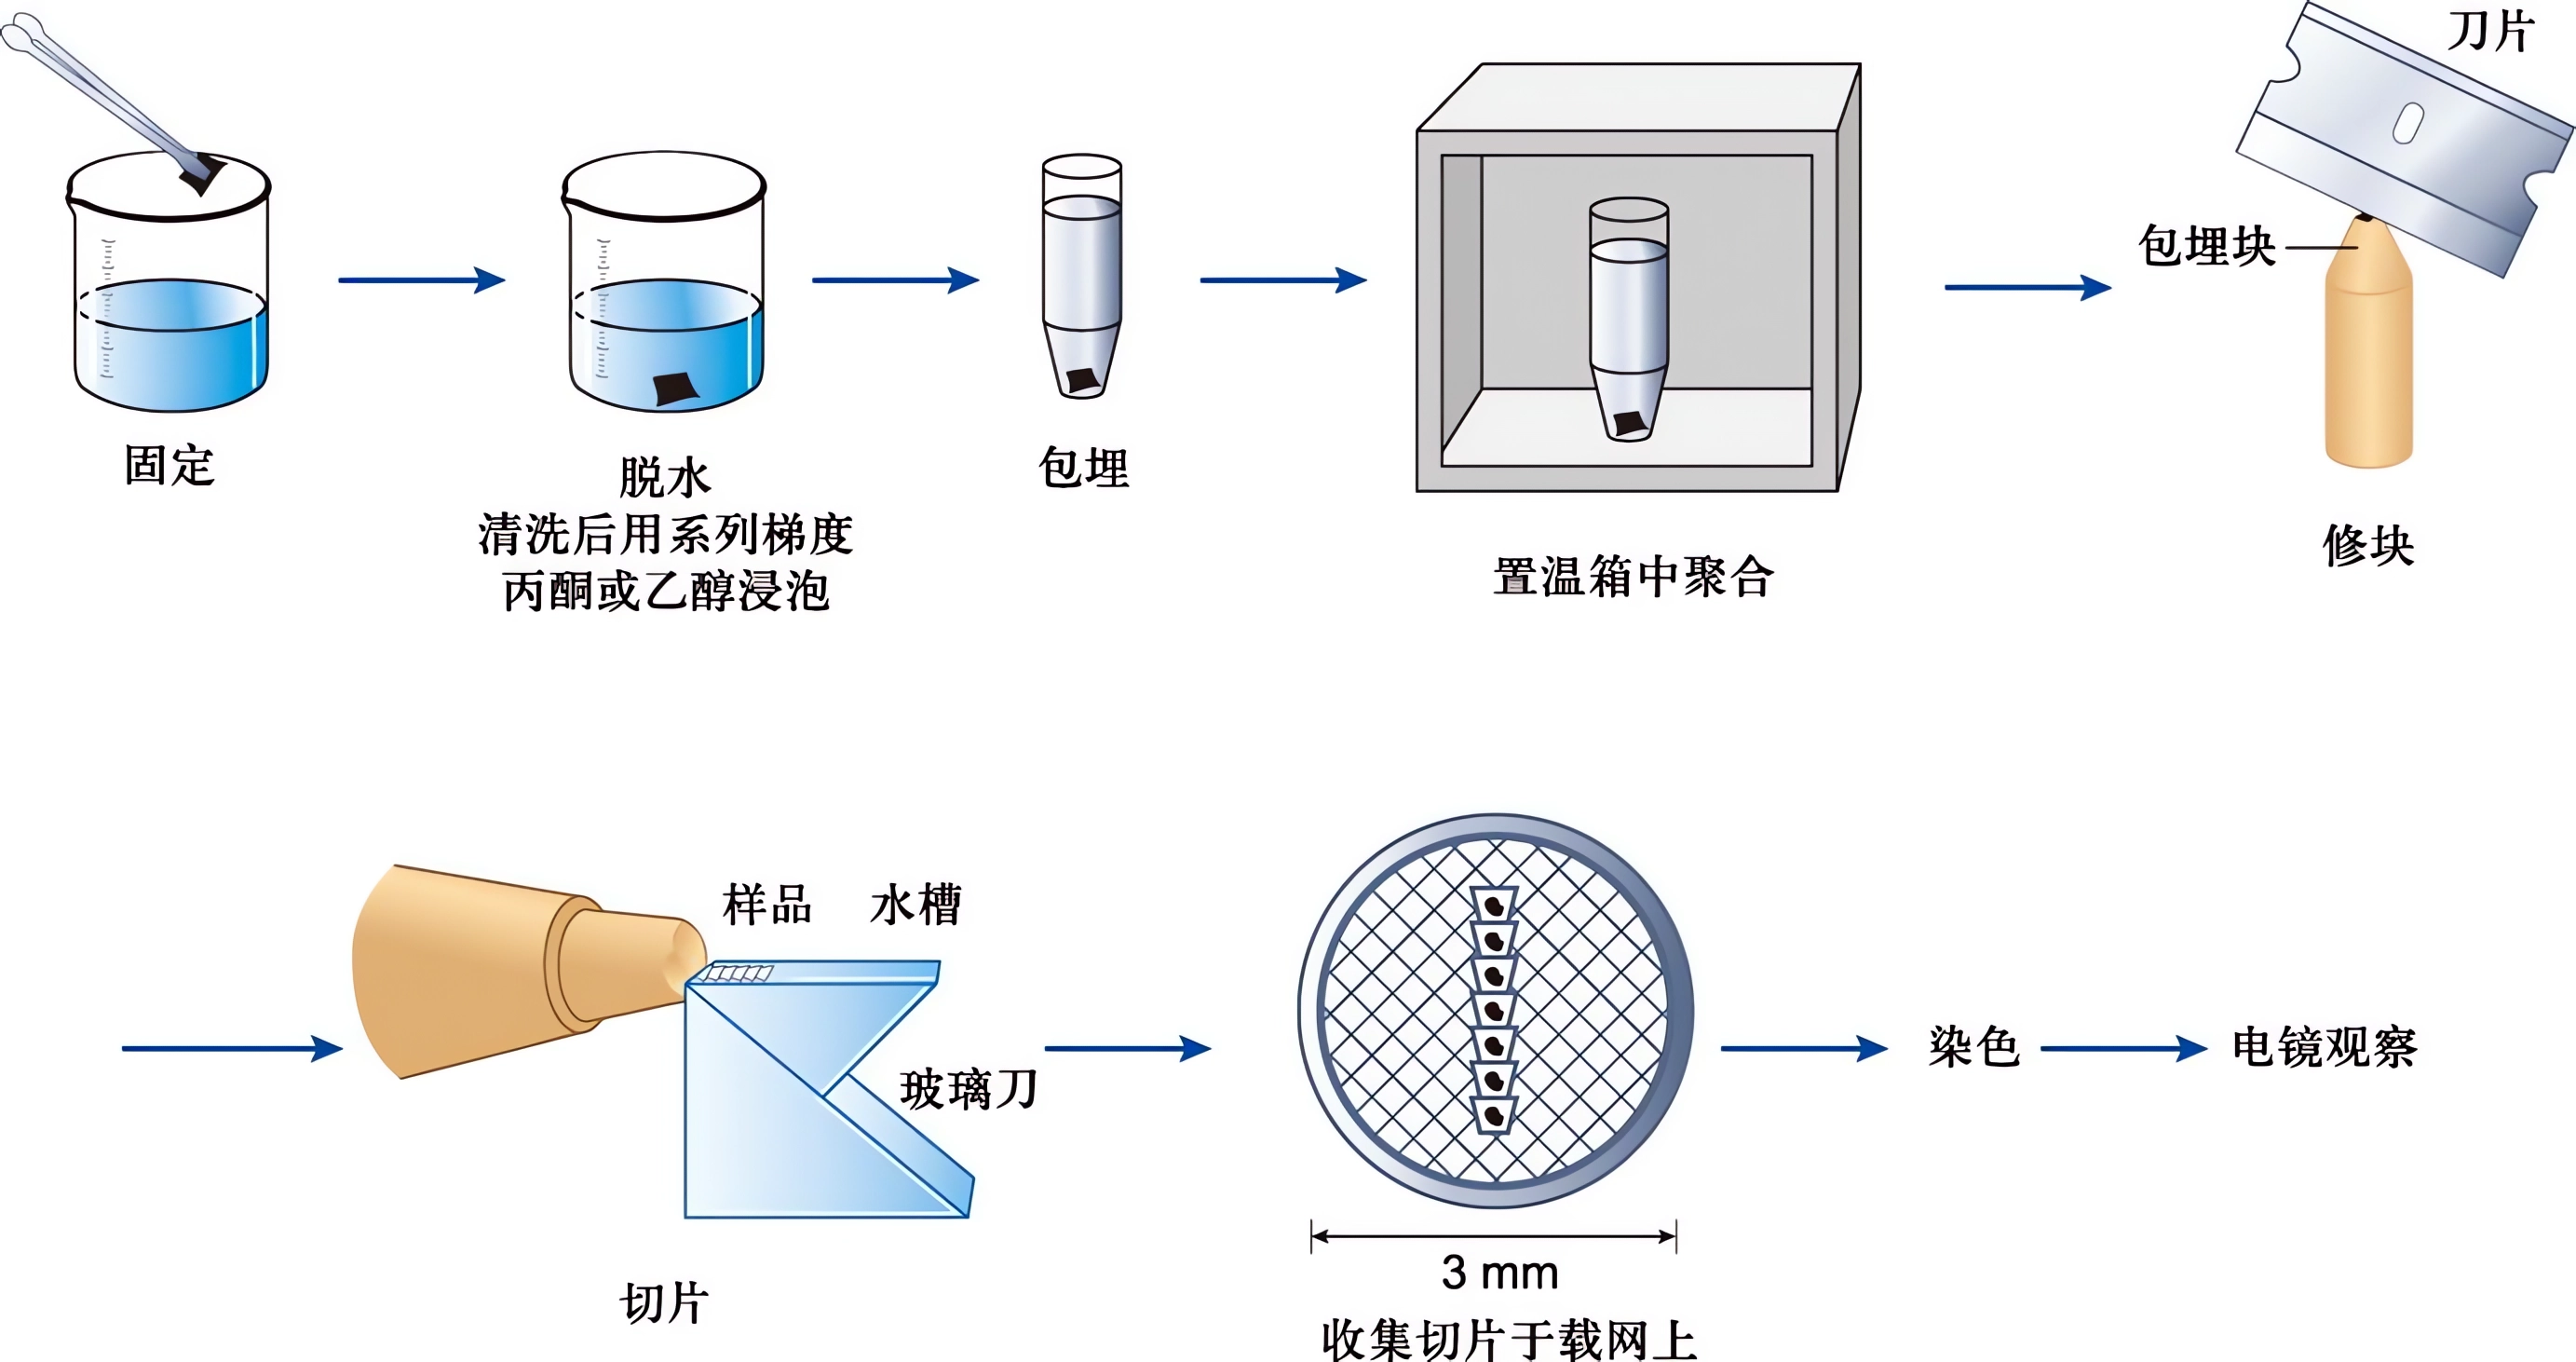 刀片
包埋块
固定
脱水
清洗后用系列梯度
丙酮或乙醇浸泡
包埋
置温箱中聚合
修块
样品
水槽
玻璃刀
切片
3 mm
收集切片于载网上
染色
电镜观察